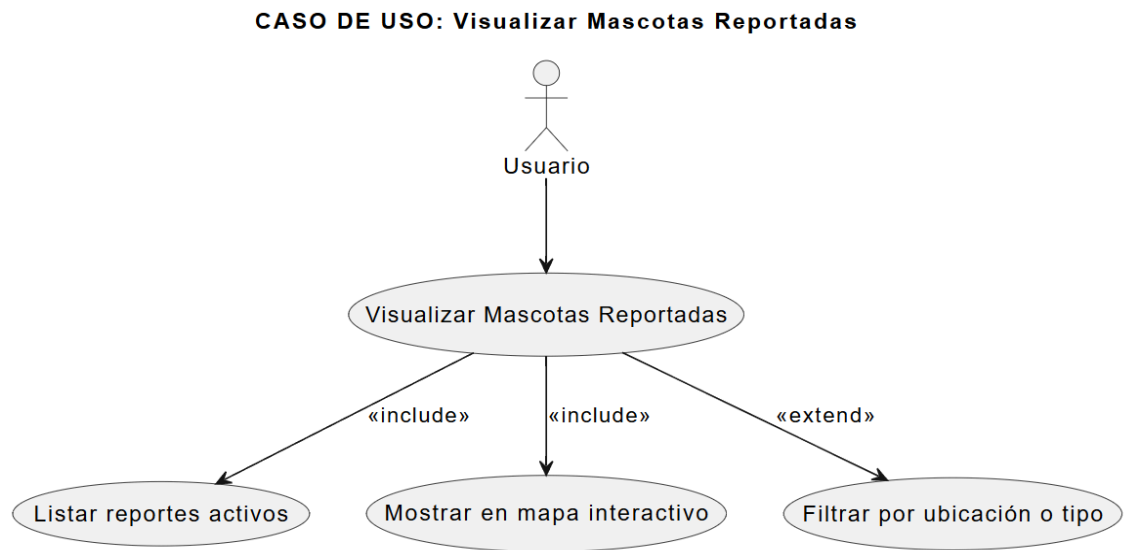 CASO DE USO: Visualizar Mascotas Reportadas
Usuario
Visualizar Mascotas Reportadas
«include»
«include»
«extend»
Listar reportes activos
Mostrar en mapa interactivo
Filtrar por ubicación o tipo